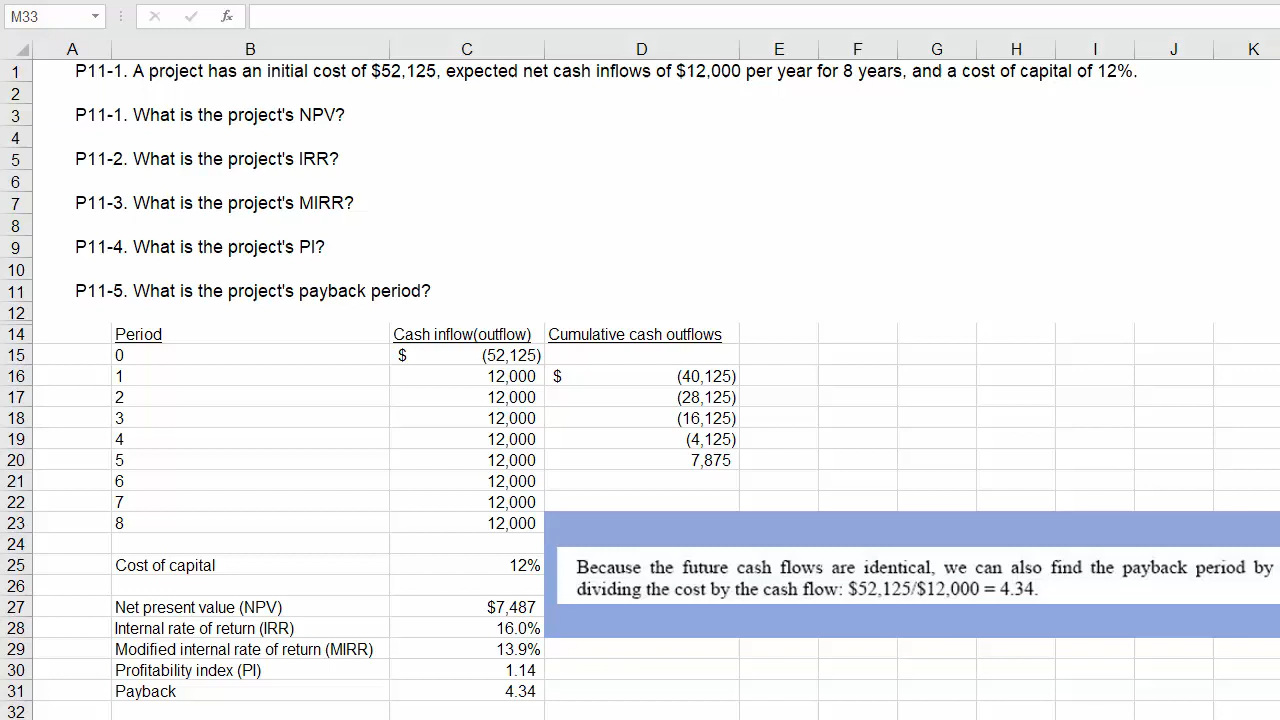 M33 fx
A B C D E F G H I J K
1 P11-1. A project has an initial cost of $52,125, expected net cash inflows of $12,000 per year for 8 years, and a cost of capital of 12%.
2
3 P11-1. What is the project's NPV?
4
5 P11-2. What is the project's IRR?
6
7 P11-3. What is the project's MIRR?
8
9 P11-4. What is the project's PI?
10
11 P11-5. What is the project's payback period?
12
14 Period Cash inflow(outflow) Cumulative cash outflows
15 0 $ (52,125)
16 1 12,000 $ (40,125)
17 2 12,000 (28,125)
18 3 12,000 (16,125)
19 4 12,000 (4,125)
20 5 12,000 7,875
21 6 12,000
22 7 12,000
23 8 12,000
24
25 Cost of capital 12%
Because the future cash flows are identical, we can also find the payback period by
dividing the cost by the cash flow: $52,125/$12,000 = 4.34.
26
27 Net present value (NPV) $7,487
28 Internal rate of return (IRR) 16.0%
29 Modified internal rate of return (MIRR) 13.9%
30 Profitability index (PI) 1.14
31 Payback 4.34
32